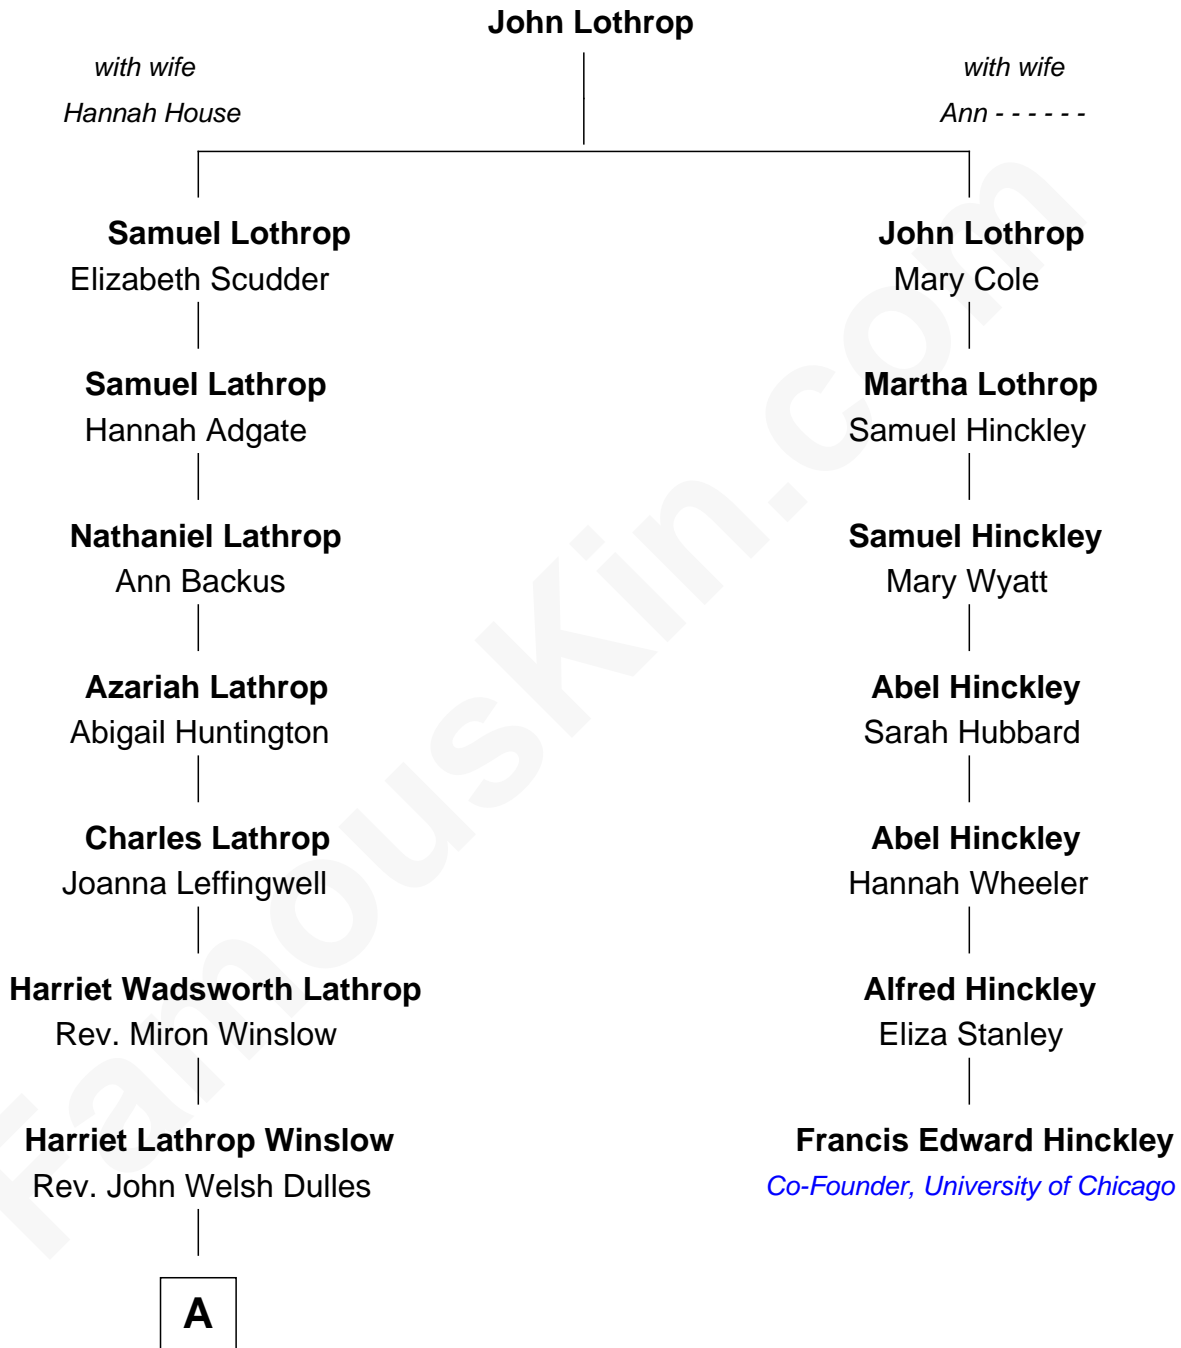 John Lothrop
with wife
Hannah House
with wife
Ann - - - - - -
Samuel Lothrop
Elizabeth Scudder
John Lothrop
Mary Cole
Samuel Lathrop
Hannah Adgate
Martha Lothrop
Samuel Hinckley
Nathaniel Lathrop
Ann Backus
Samuel Hinckley
Mary Wyatt
Azariah Lathrop
Abigail Huntington
Abel Hinckley
Sarah Hubbard
Charles Lathrop
Joanna Leffingwell
Abel Hinckley
Hannah Wheeler
Harriet Wadsworth Lathrop
Rev. Miron Winslow
Alfred Hinckley
Eliza Stanley
Harriet Lathrop Winslow
Rev. John Welsh Dulles
Francis Edward Hinckley
Co-Founder, University of Chicago
A
FamousKin.com